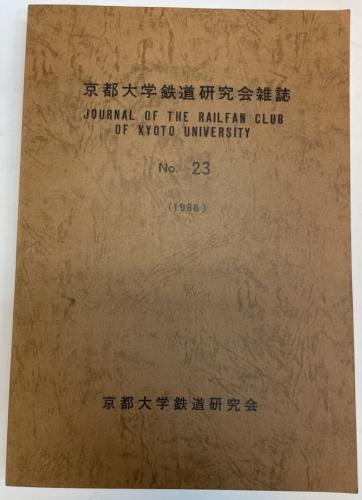 京都大学鉄道研究会雑誌
JOURNAL OF THE RAILFAN CLUB
OF KYOTO UNIVERSITY
No. 23
(1986)
京都大学鉄道研究会